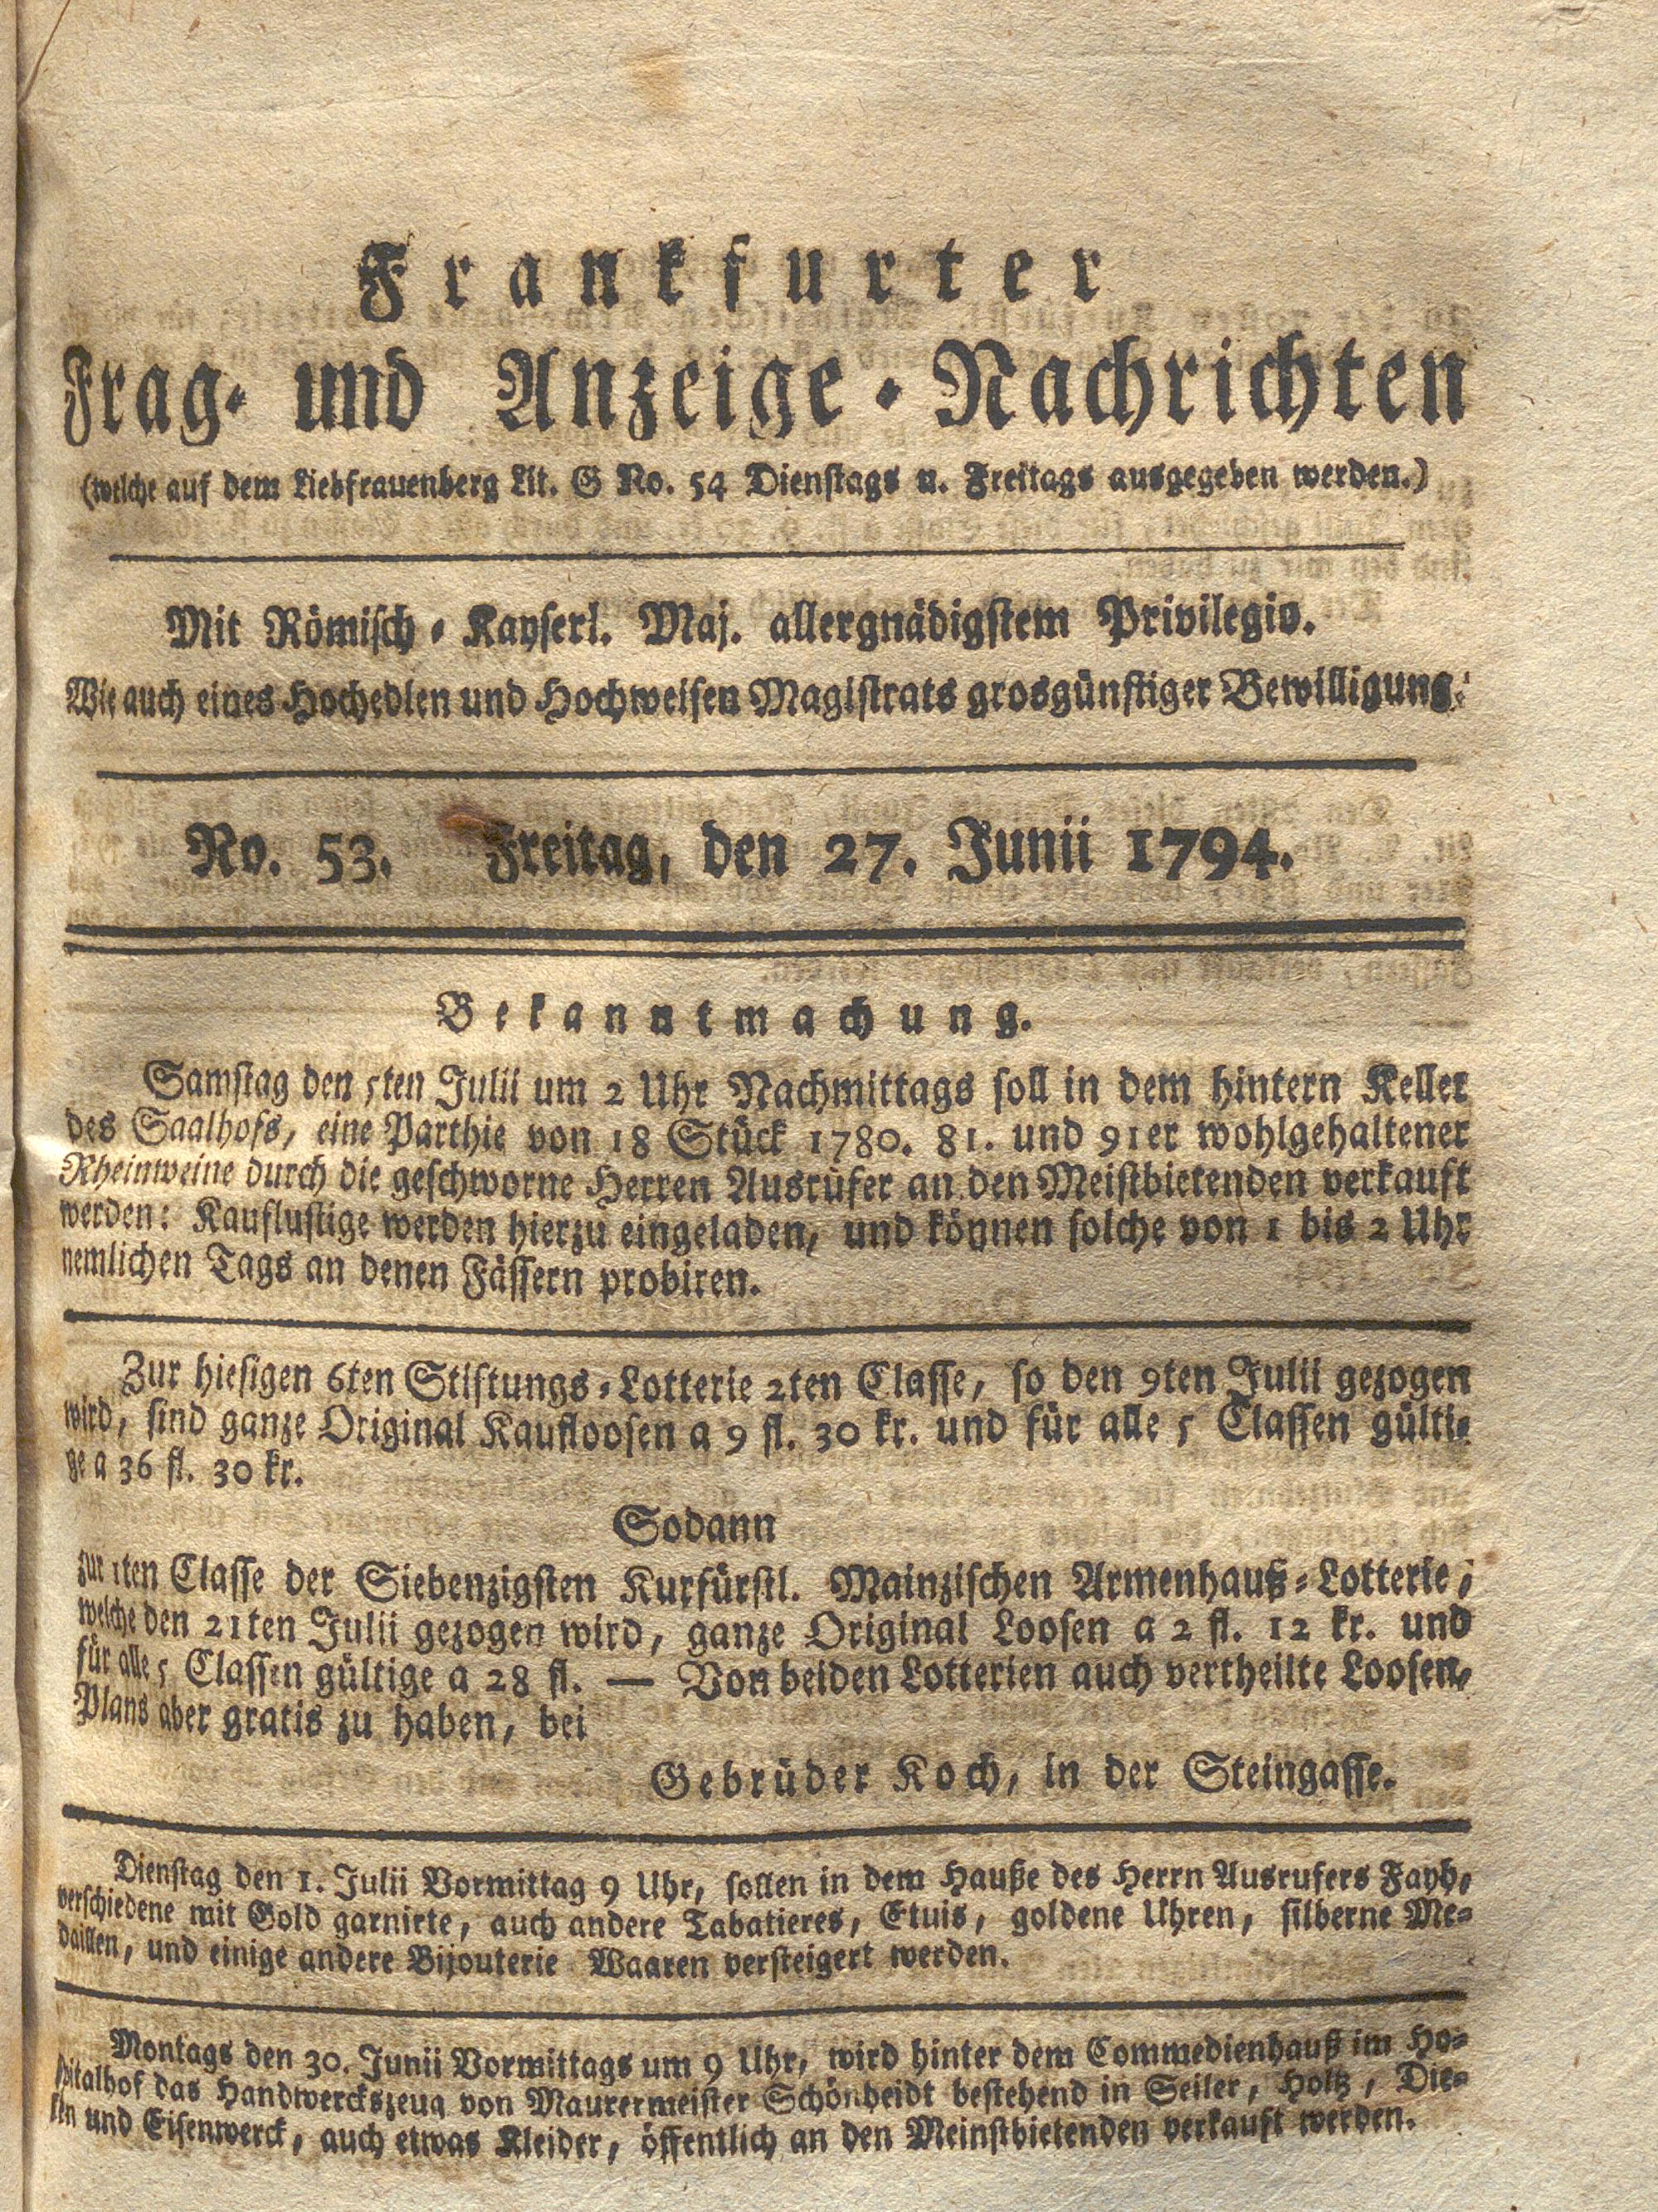 Frankfurter
Frag- und Anzeige-Nachrichten
(welche auf dem Liebfrauenberg Lit. G No. 54 Dienstags u. Freitags ausgegeben werden.)
Mit Römisch-Kayserl. Maj. allergnädigstem Privilegio.
Wie auch eines Hochedlen und Hochweisen Magistrats grosgünstiger Bewilligung.
No. 53. Freitag, den 27. Junii 1794.
Bekanntmachung.
Samstag den 5ten Julii um 2 Uhr Nachmittags soll in dem hintern Keller
des Saalhofs, eine Parthie von 18 Stück 1780. 81. und 91er wohlgehaltener
Rheinweine durch die geschworne Herren Ausrüfer an den Meistbietenden verkauft
werden: Kauflustige werden hierzu eingeladen, und können solche von 1 bis 2 Uhr
nemlichen Tags an denen Fässern probiren.
Zur hiesigen 6ten Stiftungs-Lotterie 2ten Classe, so den 9ten Julii gezogen
wird, sind ganze Original Kaufloosen a 9 fl. 30 kr. und für alle 5 Classen gülti-
ge a 36 fl. 30 kr.
Sodann
zur 1ten Classe der Siebenzigsten Kurfürstl. Mainzischen Armenhauß-Lotterie,
welche den 21ten Julii gezogen wird, ganze Original Loosen a 2 fl. 12 kr. und
für alle 5 Classen gültige a 28 fl. — Von beiden Lotterien auch vertheilte Loosen,
Plans aber gratis zu haben, bei
Gebrüder Koch, in der Steingasse.
Dienstag den 1. Julii Vormittag 9 Uhr, sollen in dem Hauße des Herrn Ausrufers Fayh,
verschiedene mit Gold garnirte, auch andere Tabatieres, Etuis, goldene Uhren, silberne Me-
daillen, und einige andere Bijouterie Waaren versteigert werden.
Montags den 30. Junii Vormittags um 9 Uhr, wird hinter dem Commedienhauß im Ho-
spitalhof das Handwerckszeug von Maurermeister Schönheidt bestehend in Seiler, Holtz, Die-
len und Eisenwerck, auch etwas Kleider, öffentlich an den Meinstbietenden verkauft werden.